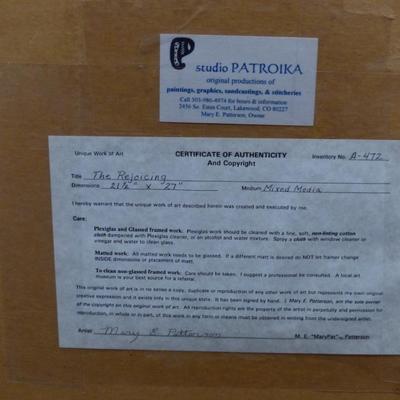 studio PATROIKA
original productions of
paintings, graphics, sandcastings, & stitcheries
Call 303-986-4974 for hours & information
2456 So. Estes Court, Lakewood, CO 80227
Mary E. Patterson, Owner
Unique Work of Art
CERTIFICATE OF AUTHENTICITY
And Copyright
Inventory No. A-472
Title The Rejoicing
Dimensions 21½" x "27"
Medium Mixed Media
I hereby warrant that the unique work of art described herein was created and executed by me.
Care:
Plexiglas and Glassed framed work: Plexiglas work should be cleaned with a fine, soft, non-linting cotton
cloth dampened with Plexiglas cleaner, or an alcohol and water mixture. Spray a cloth with window cleaner or
vinegar and water to clean glass.
Matted work: All matted work needs to be glassed. If a different mat is desired do NOT let framer change
INSIDE dimensions or placement of mat.
To clean non-glassed framed work: Care should be taken. I suggest a professional be consulted. A local art
museum is your best source for a referral.
This original work of art is in no sense a copy, duplicate or reproduction of any other work of art but represents my own original
creative expression and it exists only in this unique state. It has been signed by hand. I Mary E. Patterson, am the sole owner
of the copyright on this original work of art. All reproduction rights are the property of the artist in perpetuity and permission for
reproduction, in whole or in part, of this work in any form or means must be obtained in writing from the undersigned artist.
Artist Mary E Patterson
M. E. "MaryPat" Patterson